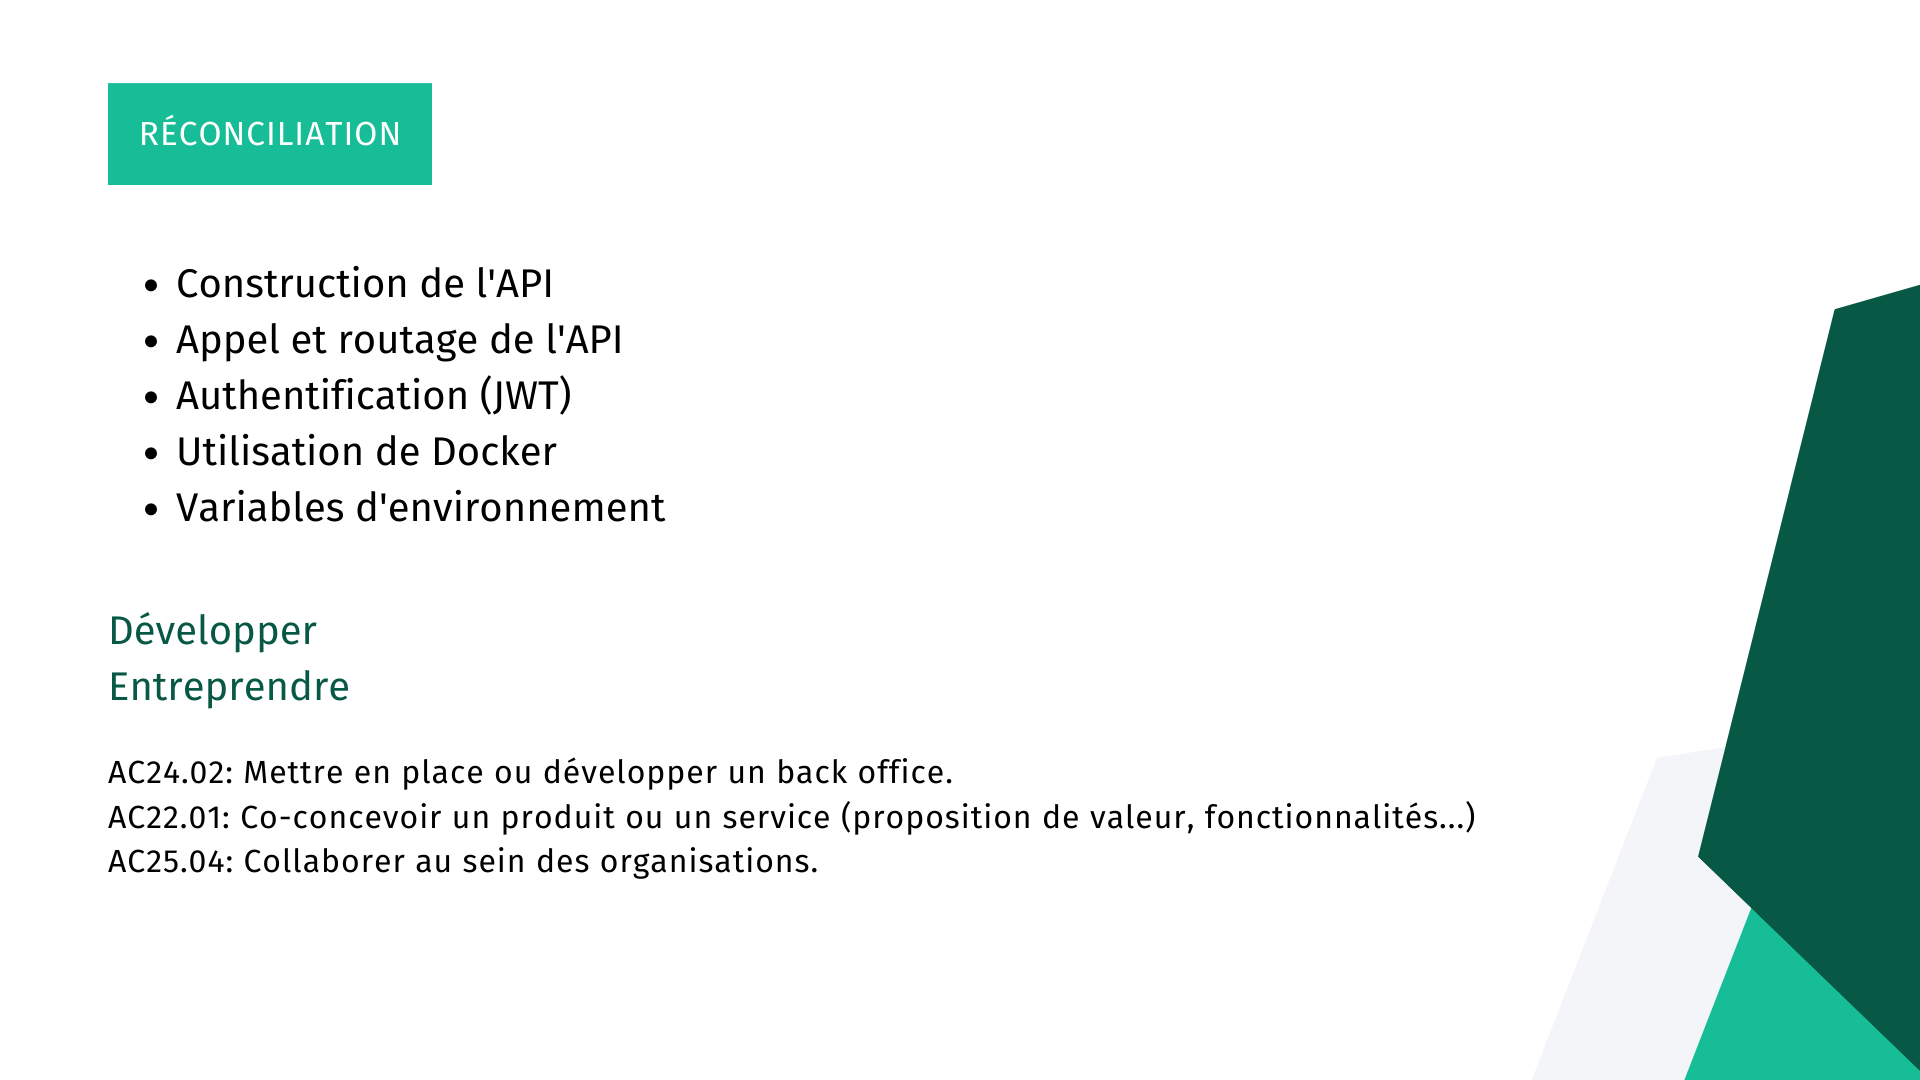 RÉCONCILIATION
• Construction de l'API
• Appel et routage de l'API
• Authentification (JWT)
• Utilisation de Docker
• Variables d'environnement
Développer
Entreprendre
AC24.02: Mettre en place ou développer un back office.
AC22.01: Co-concevoir un produit ou un service (proposition de valeur, fonctionnalités...)
AC25.04: Collaborer au sein des organisations.